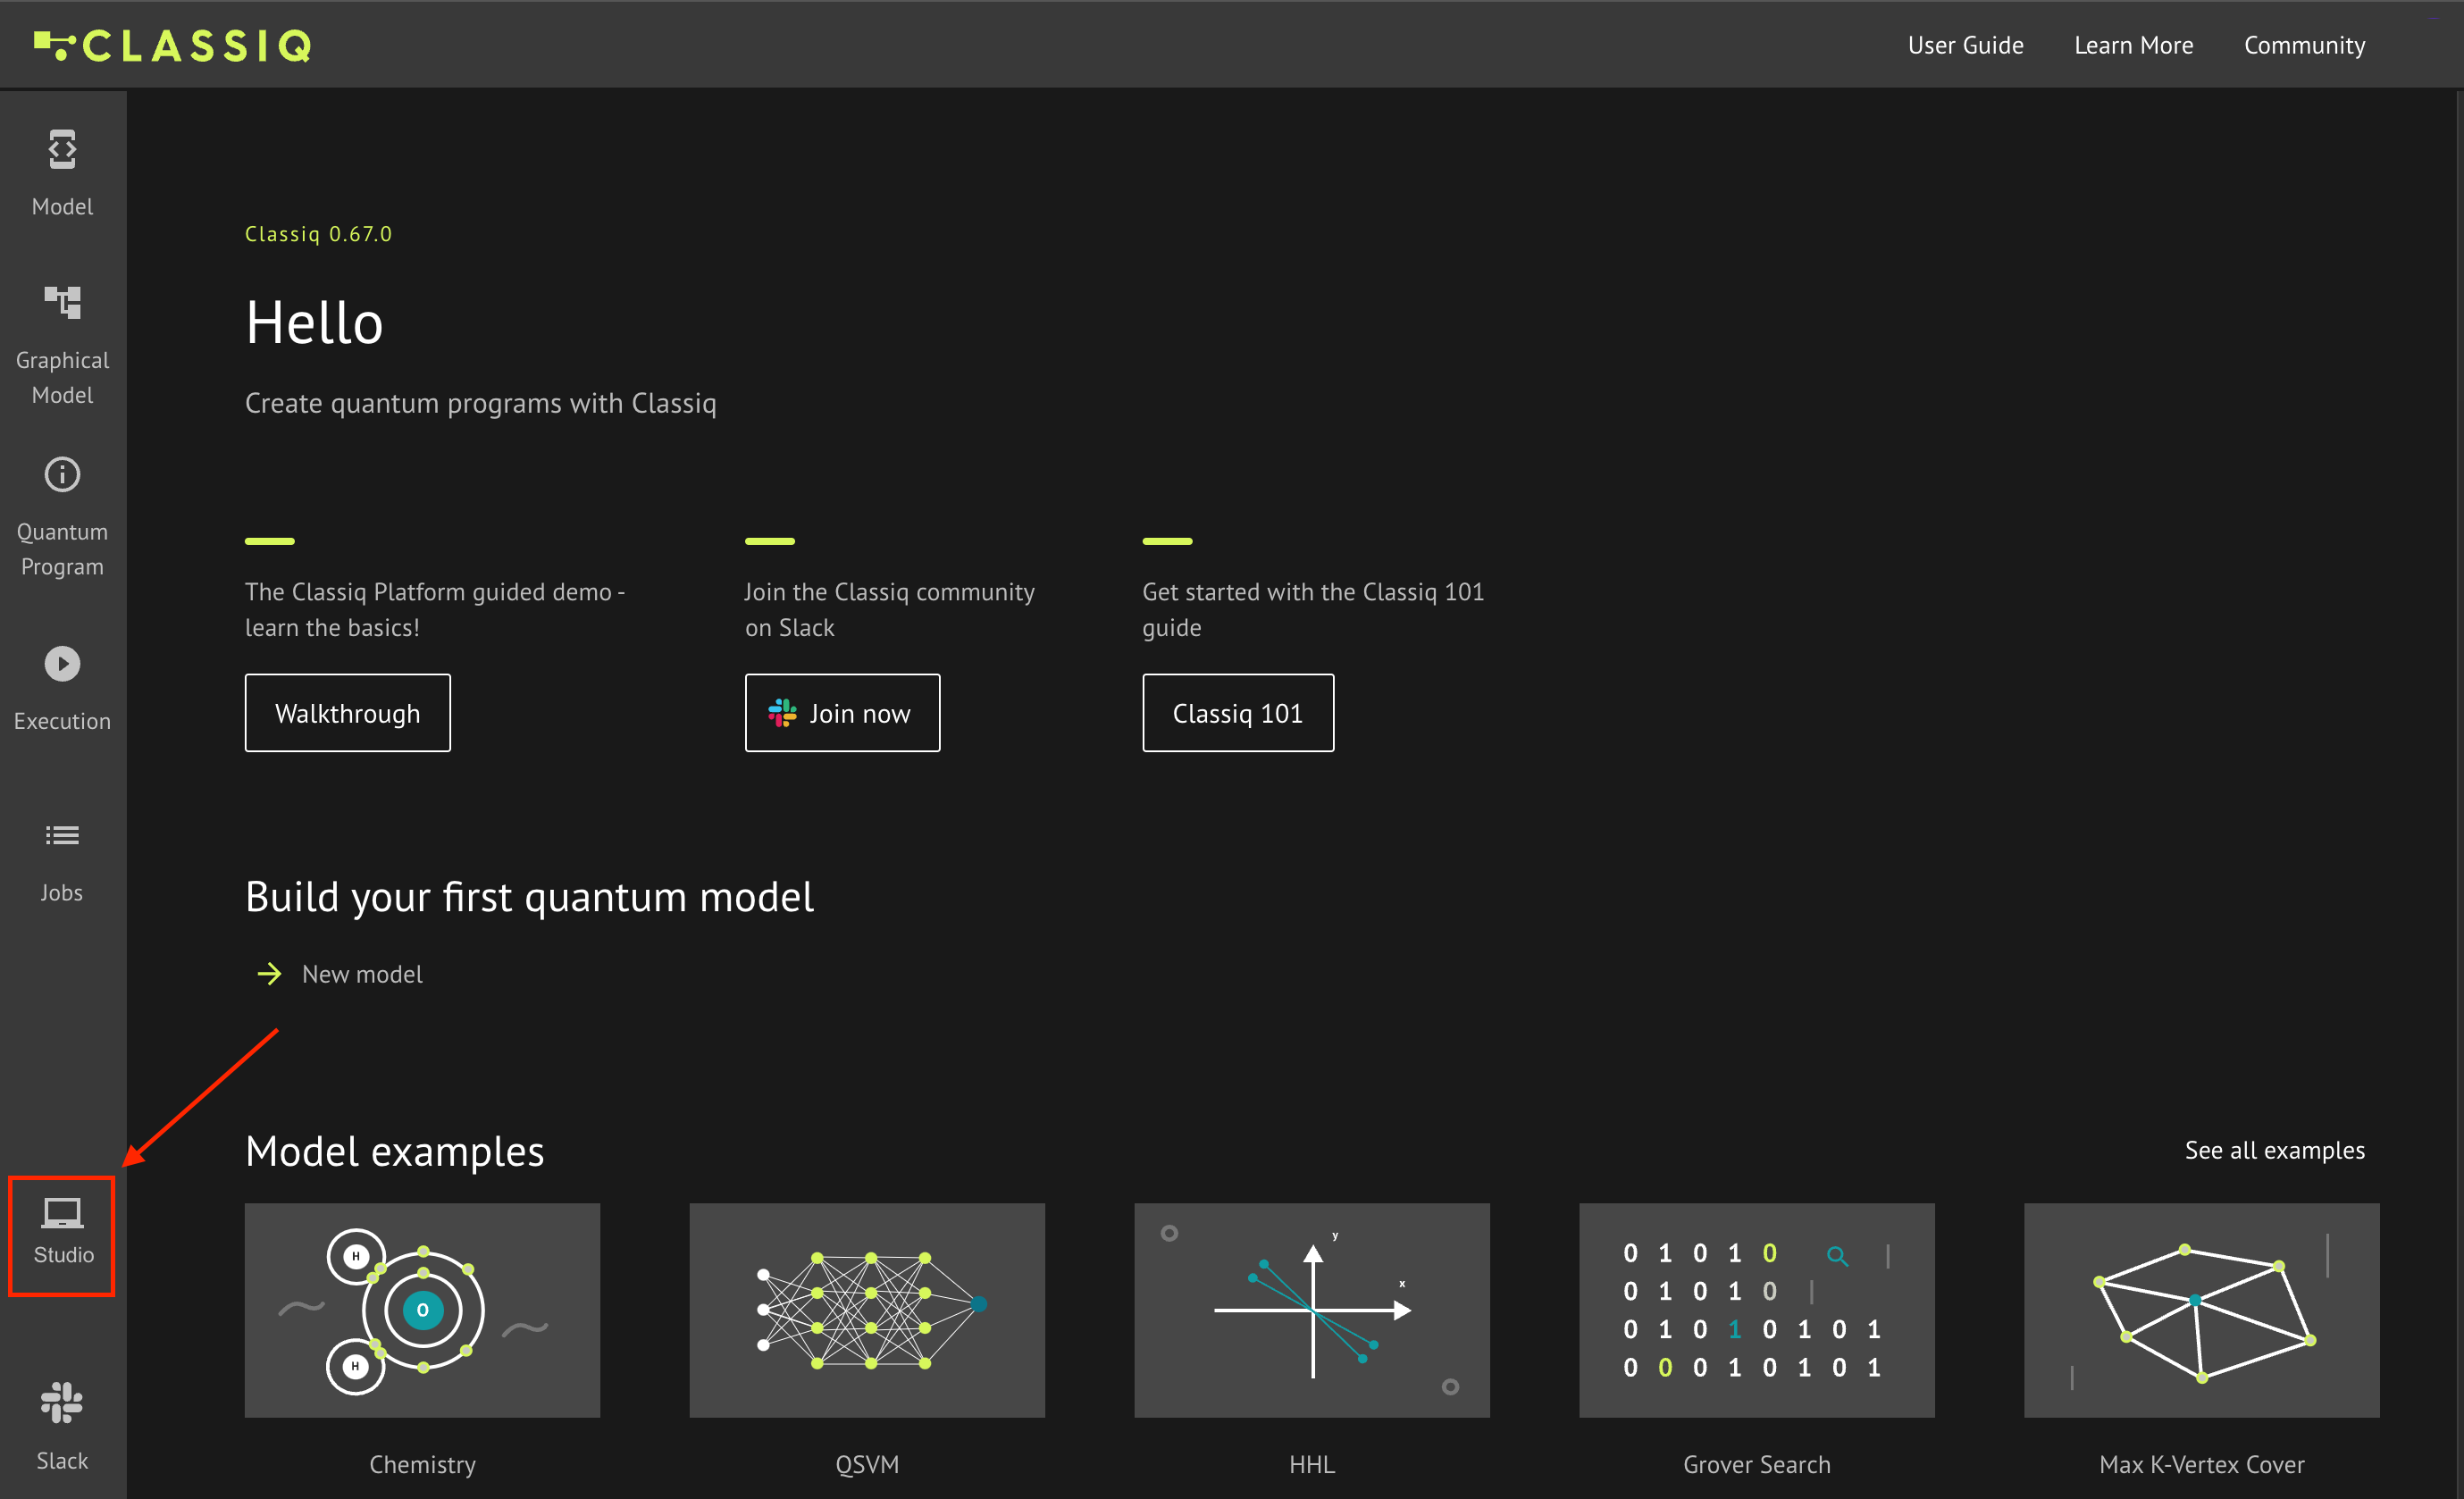 CLASSIQ
User Guide
Learn More
Community
Model
Graphical
Model
Quantum
Program
Execution
Jobs
Studio
Slack
Classiq 0.67.0
Hello
Create quantum programs with Classiq
The Classiq Platform guided demo -
learn the basics!
Walkthrough
Join the Classiq community
on Slack
Join now
Get started with the Classiq 101
guide
Classiq 101
Build your first quantum model
New model
Model examples
See all examples
H
O
H
Chemistry
QSVM
y
x
HHL
0 1 0 1 0
0 1 0 1 0
0 1 0 1 0 1 0 1
0 0 0 1 0 1 0 1
Grover Search
Max K-Vertex Cover